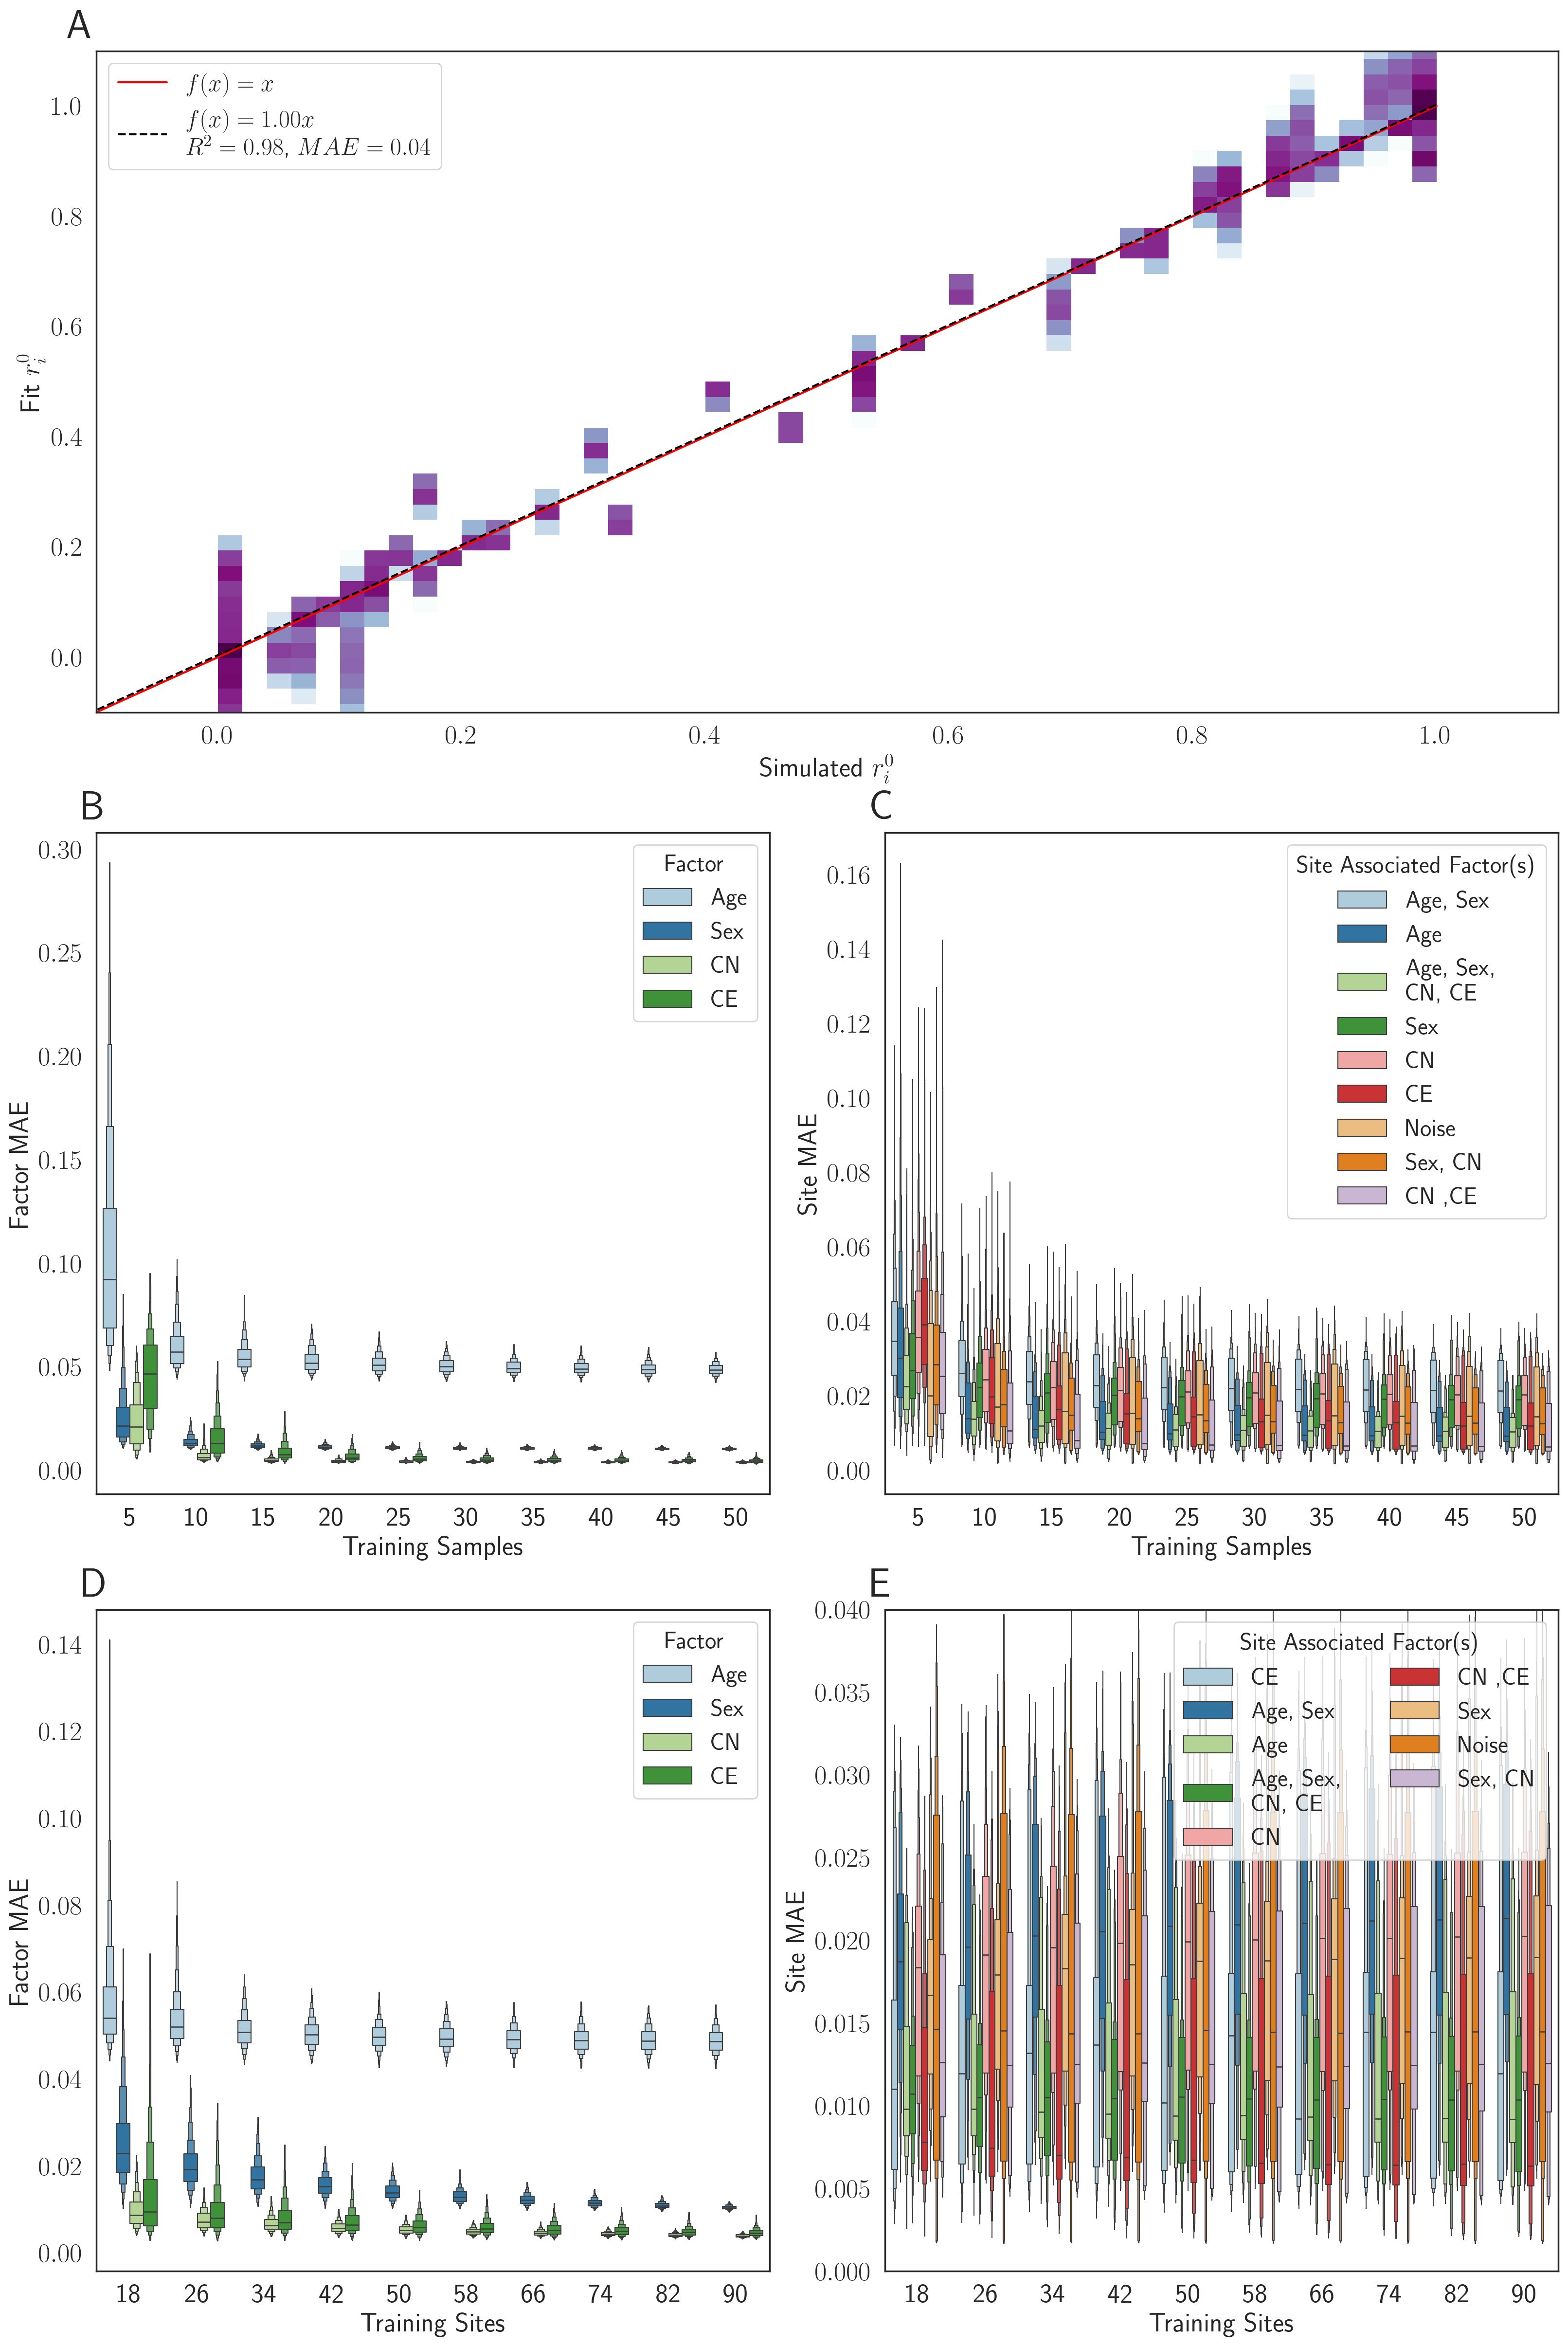 A
f(x) = x
f(x) = 1.00x
R² = 0.98, MAE = 0.04
1.0
0.8
0.6
0.4
0.2
0.0
Fit r_i^0
0.0 0.2 0.4 0.6 0.8 1.0
Simulated r_i^0
B
0.30
0.25
0.20
0.15
0.10
0.05
0.00
Factor MAE
Factor
Age
Sex
CN
CE
5 10 15 20 25 30 35 40 45 50
Training Samples
C
0.16
0.14
0.12
0.10
0.08
0.06
0.04
0.02
0.00
Site MAE
Site Associated Factor(s)
Age, Sex
Age
Age, Sex,
CN, CE
Sex
CN
CE
Noise
Sex, CN
CN ,CE
5 10 15 20 25 30 35 40 45 50
Training Samples
D
0.14
0.12
0.10
0.08
0.06
0.04
0.02
0.00
Factor MAE
Factor
Age
Sex
CN
CE
18 26 34 42 50 58 66 74 82 90
Training Sites
E
0.040
0.035
0.030
0.025
0.020
0.015
0.010
0.005
0.000
Site MAE
Site Associated Factor(s)
CE
Age, Sex
Age
Age, Sex,
CN, CE
CN
CN ,CE
Sex
Noise
Sex, CN
18 26 34 42 50 58 66 74 82 90
Training Sites